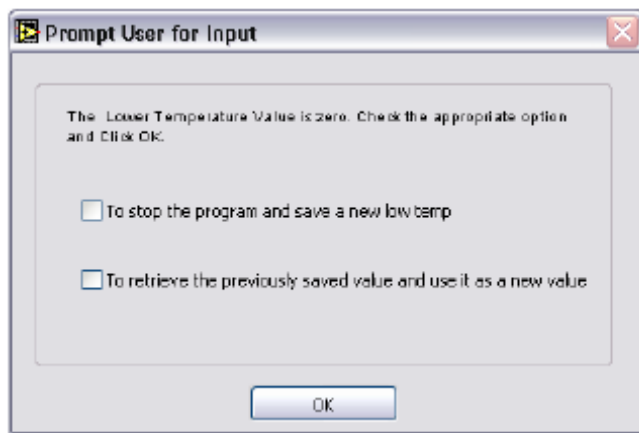 Prompt User for Input
The Lower Temperature Value is zero. Check the appropriate option
and Click OK.
To stop the program and save a new low temp
To retrieve the previously saved value and use it as a new value
OK